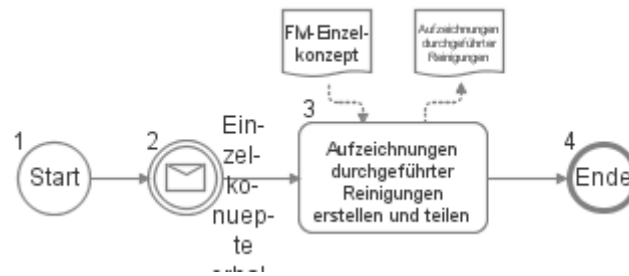 FM-Einzel-
konzept
Aufzeichnungen
durchgeführter
Reinigungen
1
Start
2
Ein-
zel-
ko-
nuep-
te
3
Aufzeichnungen
durchgeführter
Reinigungen
erstellen und teilen
4
Ende